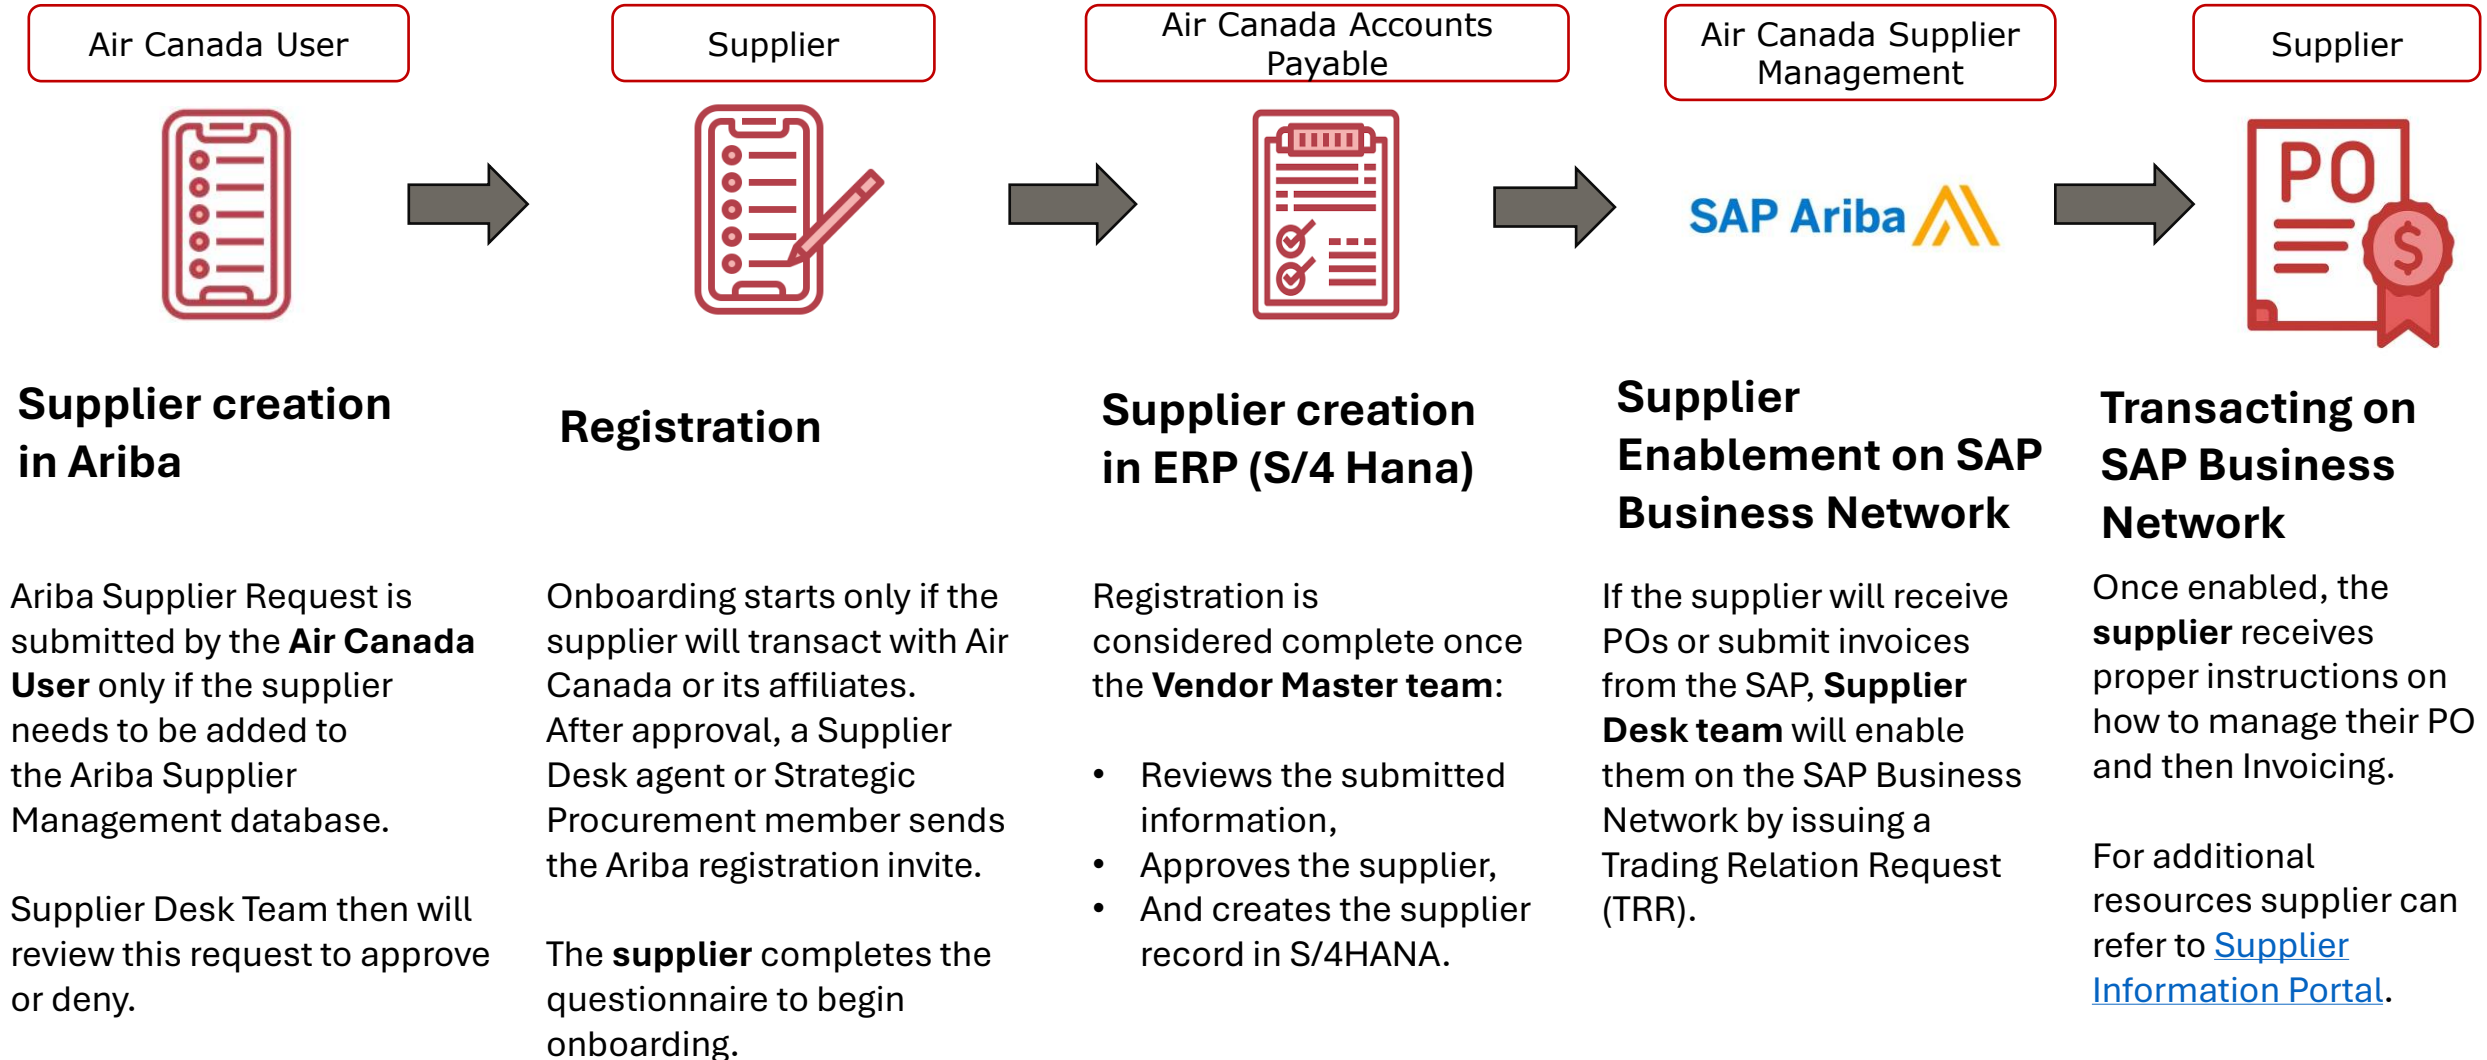 Air Canada User
Supplier
Air Canada Accounts
Payable
Air Canada Supplier
Management
Supplier
SAP Ariba
PO
$
Supplier creation
in Ariba
Registration
Supplier creation
in ERP (S/4 Hana)
Supplier
Enablement on SAP
Business Network
Transacting on
SAP Business
Network
Ariba Supplier Request is
submitted by the Air Canada
User only if the supplier
needs to be added to
the Ariba Supplier
Management database.
Supplier Desk Team then will
review this request to approve
or deny.
Onboarding starts only if the
supplier will transact with Air
Canada or its affiliates.
After approval, a Supplier
Desk agent or Strategic
Procurement member sends
the Ariba registration invite.
The supplier completes the
questionnaire to begin
onboarding.
Registration is
considered complete once
the Vendor Master team:
• Reviews the submitted
information,
• Approves the supplier,
• And creates the supplier
record in S/4HANA.
If the supplier will receive
POs or submit invoices
from the SAP, Supplier
Desk team will enable
them on the SAP Business
Network by issuing a
Trading Relation Request
(TRR).
Once enabled, the
supplier receives
proper instructions on
how to manage their PO
and then Invoicing.
For additional
resources supplier can
refer to Supplier
Information Portal.